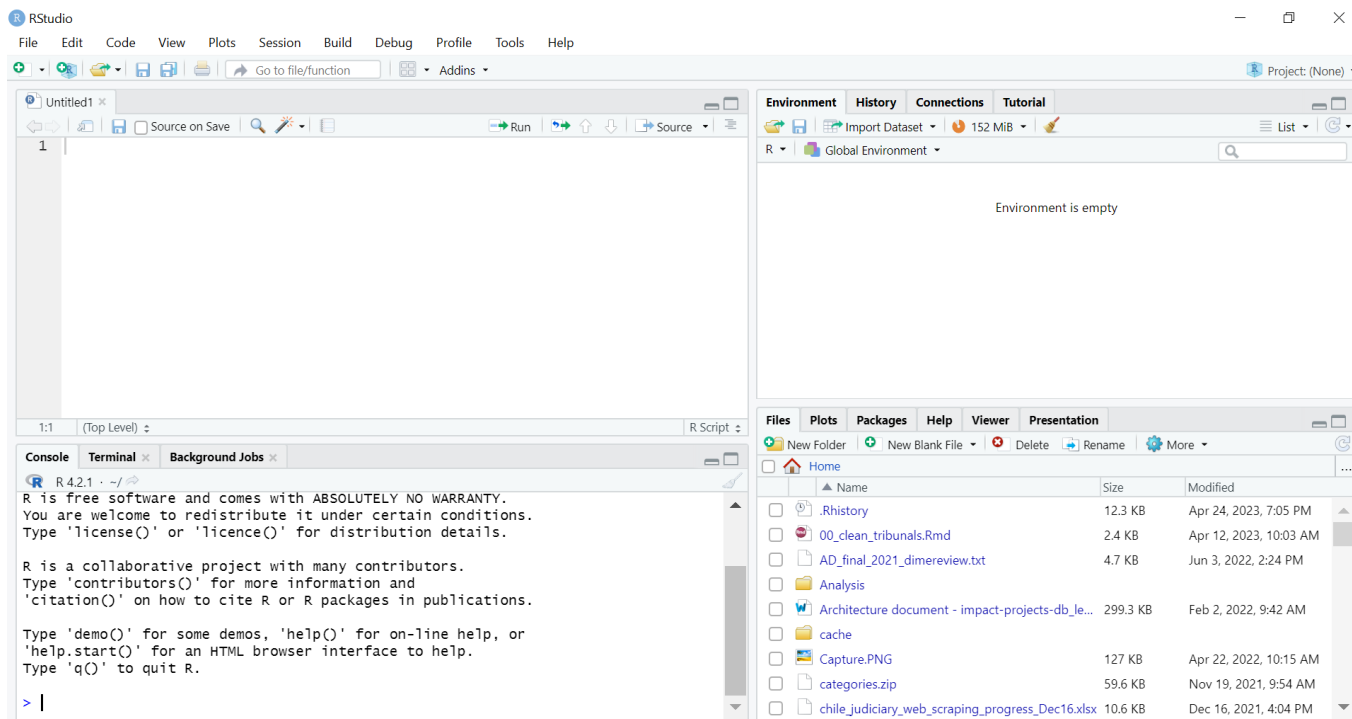 RStudio
File Edit Code View Plots Session Build Debug Profile Tools Help
Go to file/function Addins Project: (None)
Untitled1
Source on Save Run Source
1
1:1 (Top Level) R Script
Console Terminal Background Jobs
R 4.2.1 · ~/
R is free software and comes with ABSOLUTELY NO WARRANTY.
You are welcome to redistribute it under certain conditions.
Type 'license()' or 'licence()' for distribution details.
R is a collaborative project with many contributors.
Type 'contributors()' for more information and
'citation()' on how to cite R or R packages in publications.
Type 'demo()' for some demos, 'help()' for on-line help, or
'help.start()' for an HTML browser interface to help.
Type 'q()' to quit R.
>
Environment History Connections Tutorial
Import Dataset 152 MiB List
R Global Environment
Environment is empty
Files Plots Packages Help Viewer Presentation
New Folder New Blank File Delete Rename More
Home ...
Name Size Modified
.Rhistory 12.3 KB Apr 24, 2023, 7:05 PM
00_clean_tribunals.Rmd 2.4 KB Apr 12, 2023, 10:03 AM
AD_final_2021_dimereview.txt 4.7 KB Jun 3, 2022, 2:24 PM
Analysis
Architecture document - impact-projects-db_le... 299.3 KB Feb 2, 2022, 9:42 AM
cache
Capture.PNG 127 KB Apr 22, 2022, 10:15 AM
categories.zip 59.6 KB Nov 19, 2021, 9:54 AM
chile_judiciary_web_scraping_progress_Dec16.xlsx 10.6 KB Dec 16, 2021, 4:04 PM